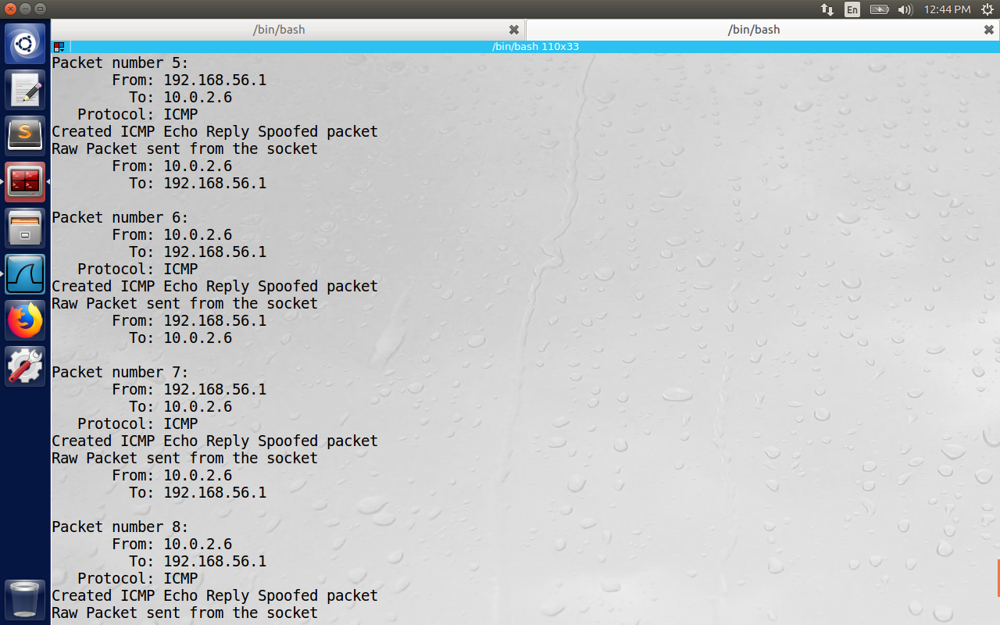 En
12:44 PM
/bin/bash
/bin/bash
/bin/bash 110x33
Packet number 5:
From: 192.168.56.1
To: 10.0.2.6
Protocol: ICMP
Created ICMP Echo Reply Spoofed packet
Raw Packet sent from the socket
From: 10.0.2.6
To: 192.168.56.1
Packet number 6:
From: 10.0.2.6
To: 192.168.56.1
Protocol: ICMP
Created ICMP Echo Reply Spoofed packet
Raw Packet sent from the socket
From: 192.168.56.1
To: 10.0.2.6
Packet number 7:
From: 192.168.56.1
To: 10.0.2.6
Protocol: ICMP
Created ICMP Echo Reply Spoofed packet
Raw Packet sent from the socket
From: 10.0.2.6
To: 192.168.56.1
Packet number 8:
From: 10.0.2.6
To: 192.168.56.1
Protocol: ICMP
Created ICMP Echo Reply Spoofed packet
Raw Packet sent from the socket